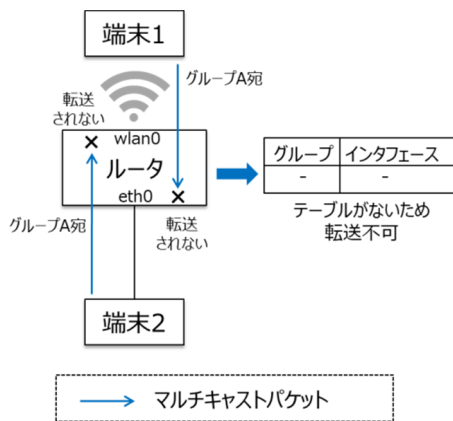 端末1
グループA宛
転送
されない
wlan0
ルータ
eth0
グループA宛
転送
されない
端末2
グループ インタフェース
- -
テーブルがないため
転送不可
マルチキャストパケット